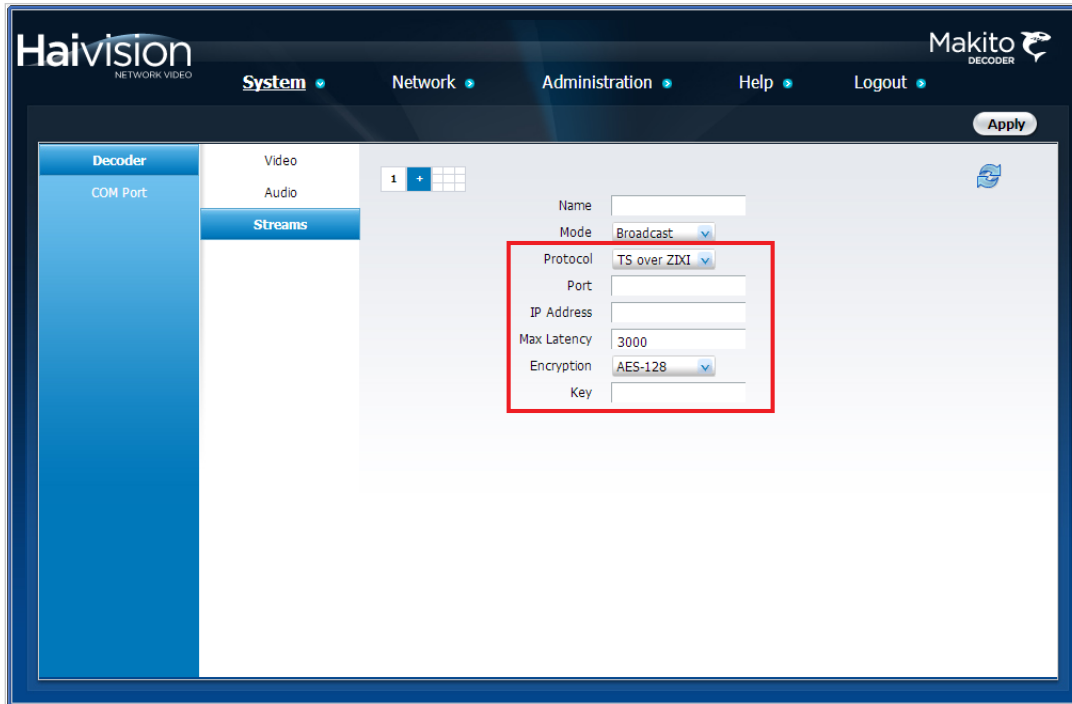 Haivision
NETWORK VIDEO
Makito
DECODER
System
Network
Administration
Help
Logout
Apply
Decoder
COM Port
Video
Audio
Streams
1 +
Name
Mode Broadcast
Protocol TS over ZIXI
Port
IP Address
Max Latency 3000
Encryption AES-128
Key